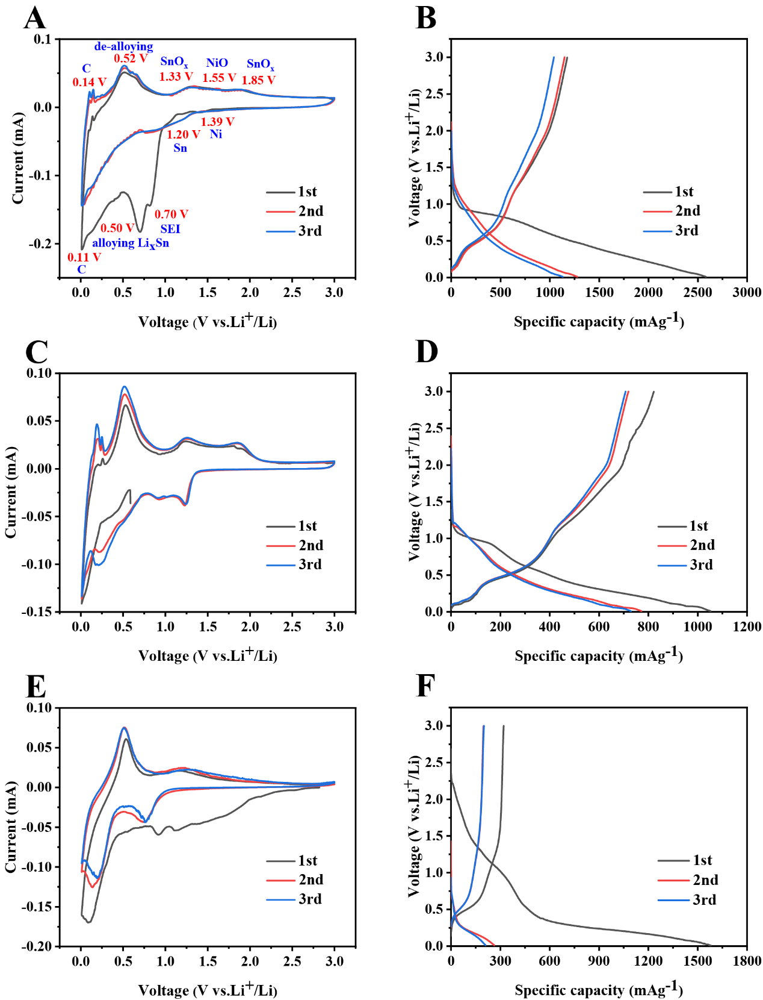 A
0.1
0.0
-0.1
-0.2
Current (mA)
de-alloying
0.52 V
C
0.14 V
SnOx
1.33 V
NiO
1.55 V
SnOx
1.85 V
1.39 V
Ni
1.20 V
Sn
0.70 V
SEI
0.50 V
alloying LixSn
0.11 V
C
1st
2nd
3rd
0.0 0.5 1.0 1.5 2.0 2.5 3.0
Voltage (V vs.Li+/Li)
B
3.0
2.5
2.0
1.5
1.0
0.5
0.0
Voltage (V vs.Li+/Li)
1st
2nd
3rd
0 500 1000 1500 2000 2500 3000
Specific capacity (mAg-1)
C
0.10
0.05
0.00
-0.05
-0.10
-0.15
Current (mA)
1st
2nd
3rd
0.0 0.5 1.0 1.5 2.0 2.5 3.0
Voltage (V vs.Li+/Li)
D
3.0
2.5
2.0
1.5
1.0
0.5
0.0
Voltage (V vs.Li+/Li)
1st
2nd
3rd
0 200 400 600 800 1000 1200
Specific capacity (mAg-1)
E
0.10
0.05
0.00
-0.05
-0.10
-0.15
-0.20
Current (mA)
1st
2nd
3rd
0.0 0.5 1.0 1.5 2.0 2.5 3.0
Voltage (V vs.Li+/Li)
F
3.0
2.5
2.0
1.5
1.0
0.5
0.0
Voltage (V vs.Li+/Li)
1st
2nd
3rd
0 300 600 900 1200 1500 1800
Specific capacity (mAg-1)